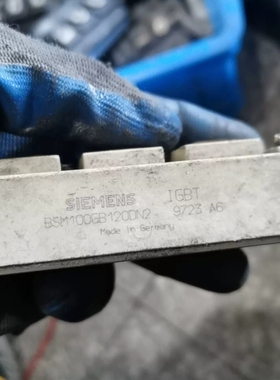 SIEMENS IGBT
BSM100GB120DN2 9723 A6
Made in Germany